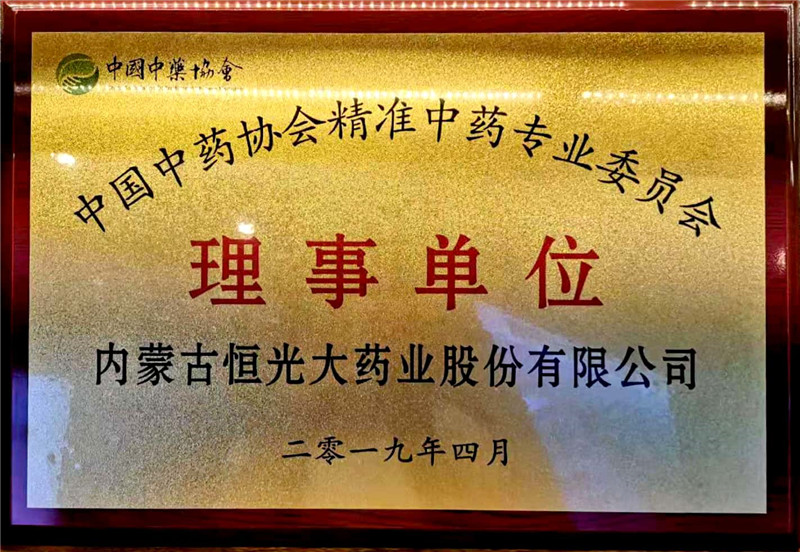 中國中藥協會
中国中药协会精准中药专业委员会
理事单位
内蒙古恒光大药业股份有限公司
二零一九年四月